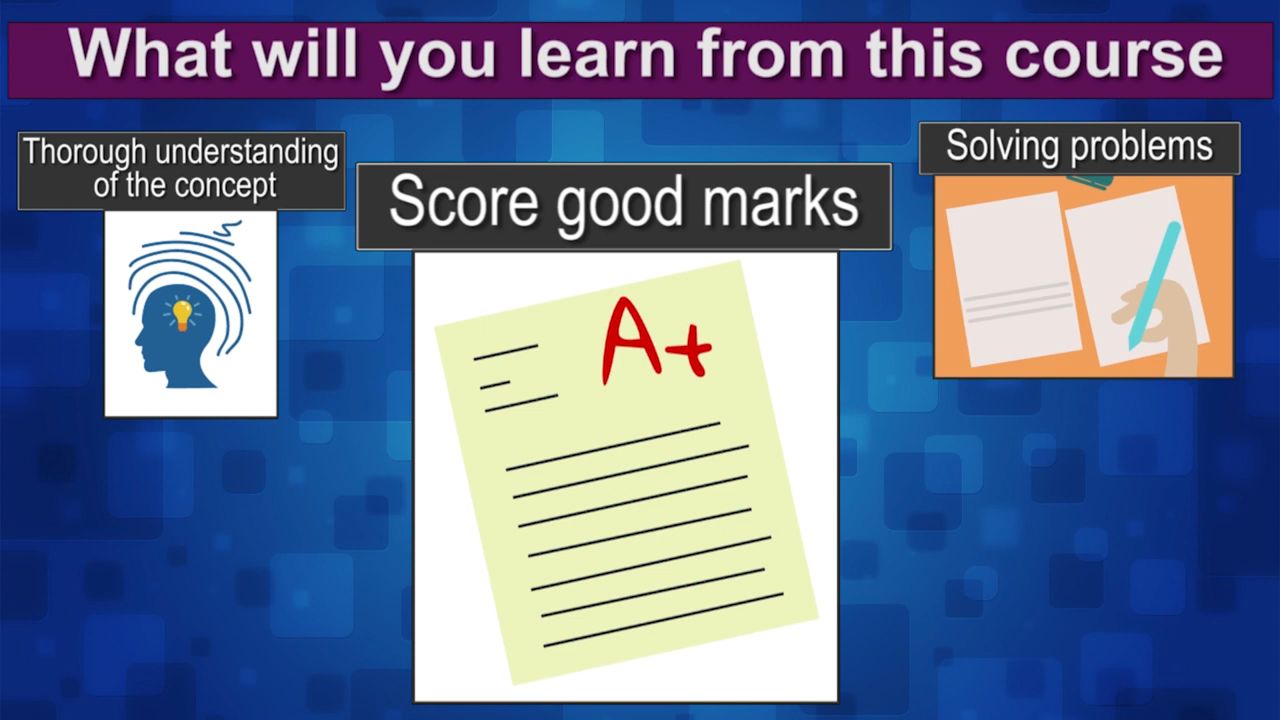 What will you learn from this course
Thorough understanding
of the concept
Score good marks
A+
Solving problems